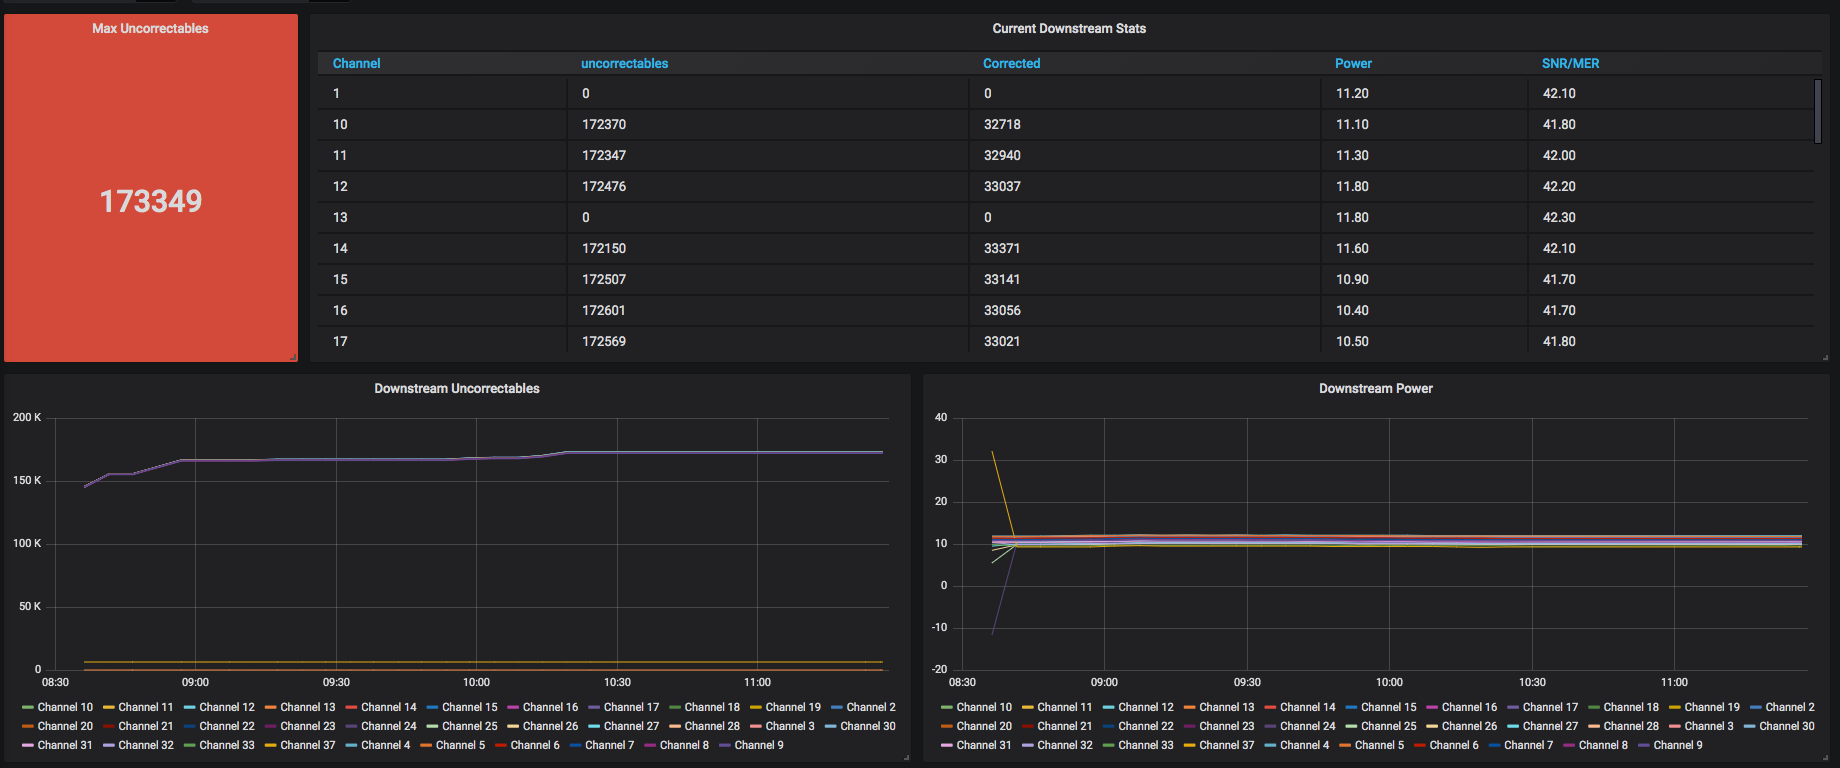 Max Uncorrectables
173349
Current Downstream Stats
Channel uncorrectables Corrected Power SNR/MER
1 0 0 11.20 42.10
10 172370 32718 11.10 41.80
11 172347 32940 11.30 42.00
12 172476 33037 11.80 42.20
13 0 0 11.80 42.30
14 172150 33371 11.60 42.10
15 172507 33141 10.90 41.70
16 172601 33056 10.40 41.70
17 172569 33021 10.50 41.80
Downstream Uncorrectables
200 K
150 K
100 K
50 K
0
08:30 09:00 09:30 10:00 10:30 11:00
Channel 10 Channel 11 Channel 12 Channel 13 Channel 14 Channel 15 Channel 16 Channel 17 Channel 18 Channel 19 Channel 2
Channel 20 Channel 21 Channel 22 Channel 23 Channel 24 Channel 25 Channel 26 Channel 27 Channel 28 Channel 3 Channel 30
Channel 31 Channel 32 Channel 33 Channel 37 Channel 4 Channel 5 Channel 6 Channel 7 Channel 8 Channel 9
Downstream Power
40
30
20
10
0
-10
-20
08:30 09:00 09:30 10:00 10:30 11:00
Channel 10 Channel 11 Channel 12 Channel 13 Channel 14 Channel 15 Channel 16 Channel 17 Channel 18 Channel 19 Channel 2
Channel 20 Channel 21 Channel 22 Channel 23 Channel 24 Channel 25 Channel 26 Channel 27 Channel 28 Channel 3 Channel 30
Channel 31 Channel 32 Channel 33 Channel 37 Channel 4 Channel 5 Channel 6 Channel 7 Channel 8 Channel 9